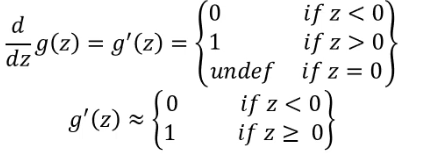 d/dz g(z) = g′(z) = {0 if z < 0
1 if z > 0
undef if z = 0}
g′(z) ≈ {0 if z < 0
1 if z ≥ 0}